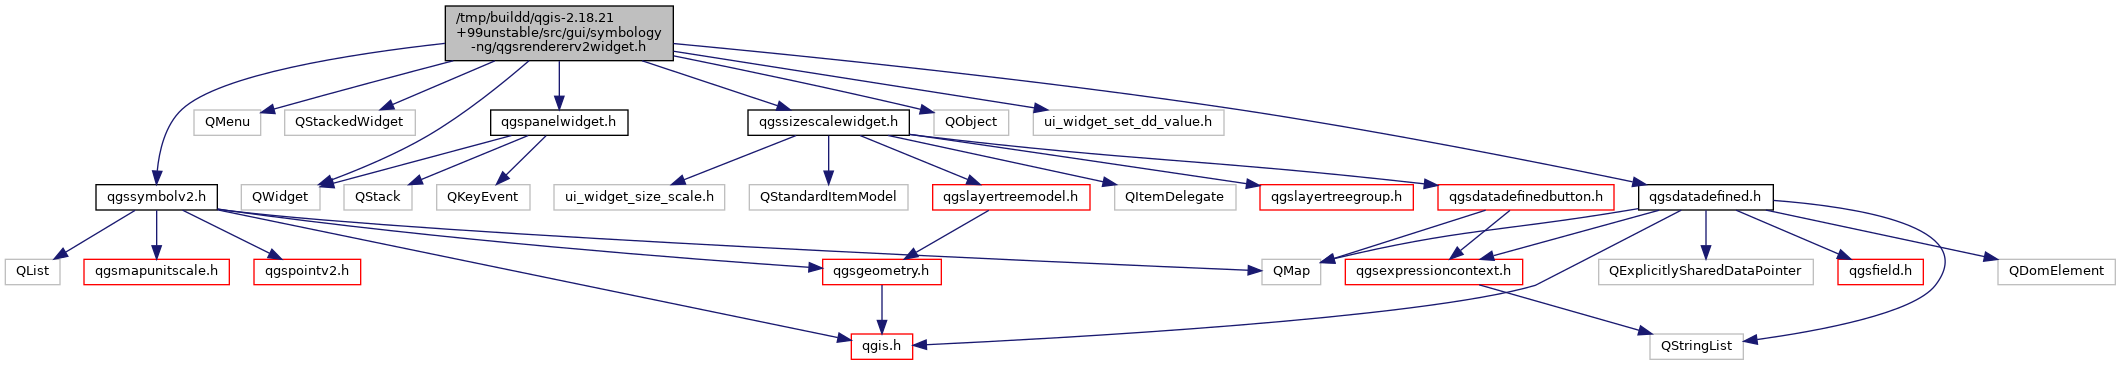 /tmp/buildd/qgis-2.18.21
+99unstable/src/gui/symbology
-ng/qgsrendererv2widget.h
QMenu
QStackedWidget
qgspanelwidget.h
qgssizescalewidget.h
QObject
ui_widget_set_dd_value.h
qgssymbolv2.h
QWidget
QStack
QKeyEvent
ui_widget_size_scale.h
QStandardItemModel
qgslayertreemodel.h
QItemDelegate
qgslayertreegroup.h
qgsdatadefinedbutton.h
qgsdatadefined.h
QList
qgsmapunitscale.h
qgspointv2.h
qgsgeometry.h
QMap
qgsexpressioncontext.h
QExplicitlySharedDataPointer
qgsfield.h
QDomElement
qgis.h
QStringList